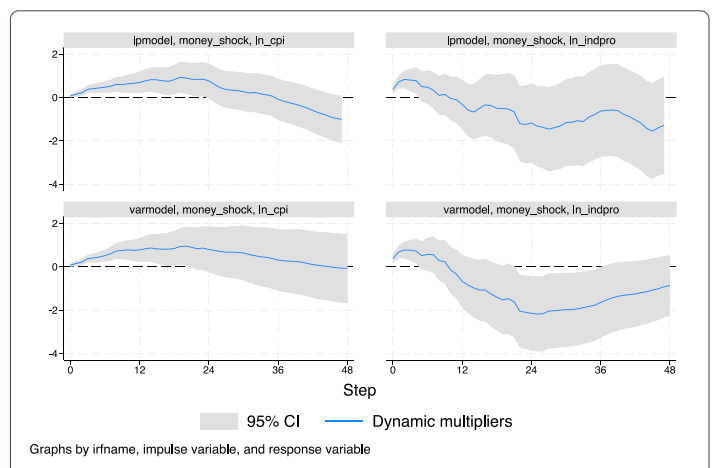 lpmodel, money_shock, ln_cpi
lpmodel, money_shock, ln_indpro
2
0
-2
-4
varmodel, money_shock, ln_cpi
varmodel, money_shock, ln_indpro
2
0
-2
-4
0 12 24 36 48 0 12 24 36 48
Step
95% CI Dynamic multipliers
Graphs by irfname, impulse variable, and response variable